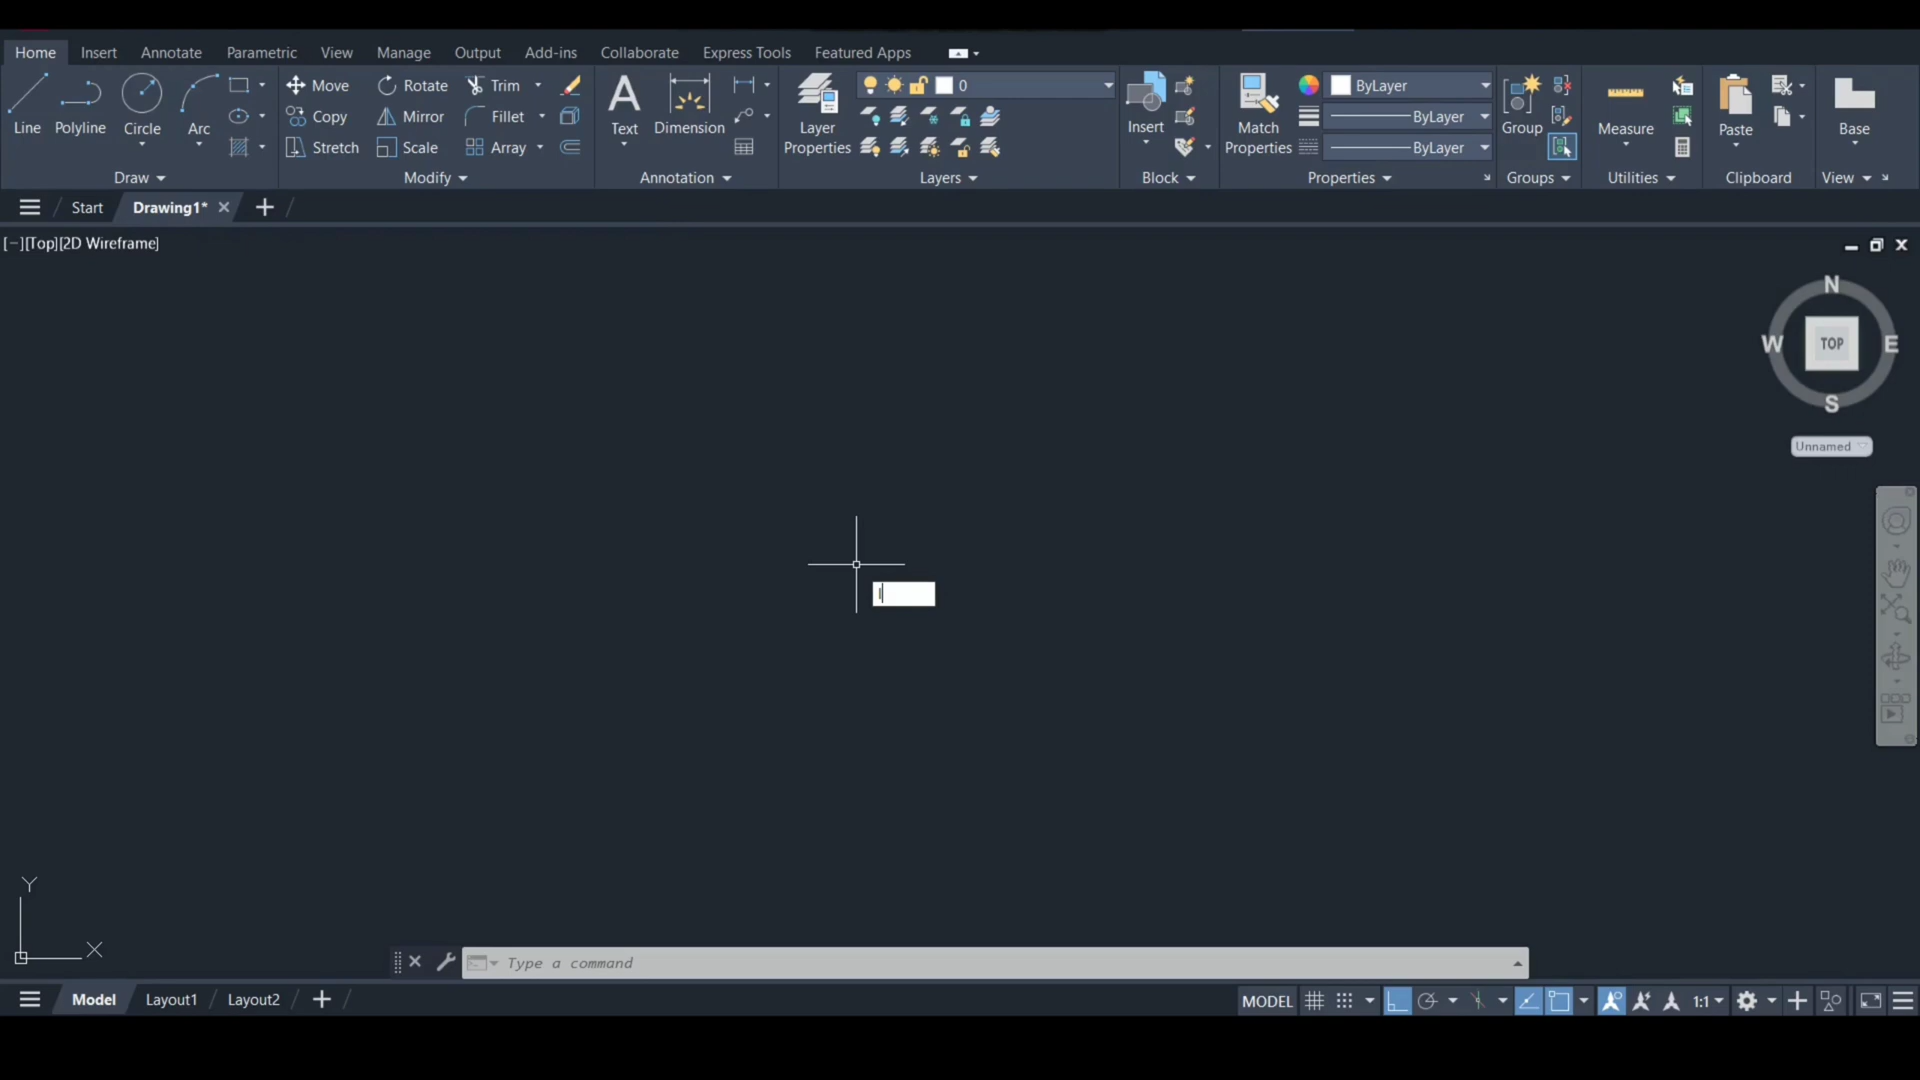 Home Insert Annotate Parametric View Manage Output Add-ins Collaborate Express Tools Featured Apps
Line Polyline Circle Arc
Move Rotate Trim
Copy Mirror Fillet
Stretch Scale Array
Text Dimension
Layer Properties
0
Insert
Match Properties
ByLayer
ByLayer
ByLayer
Group
Measure
Paste
Base
Draw Modify Annotation Layers Block Properties Groups Utilities Clipboard View
Start Drawing1*
[−][Top][2D Wireframe]
N
W TOP E
S
Unnamed
l
Y
X
Type a command
Model Layout1 Layout2
MODEL 1:1